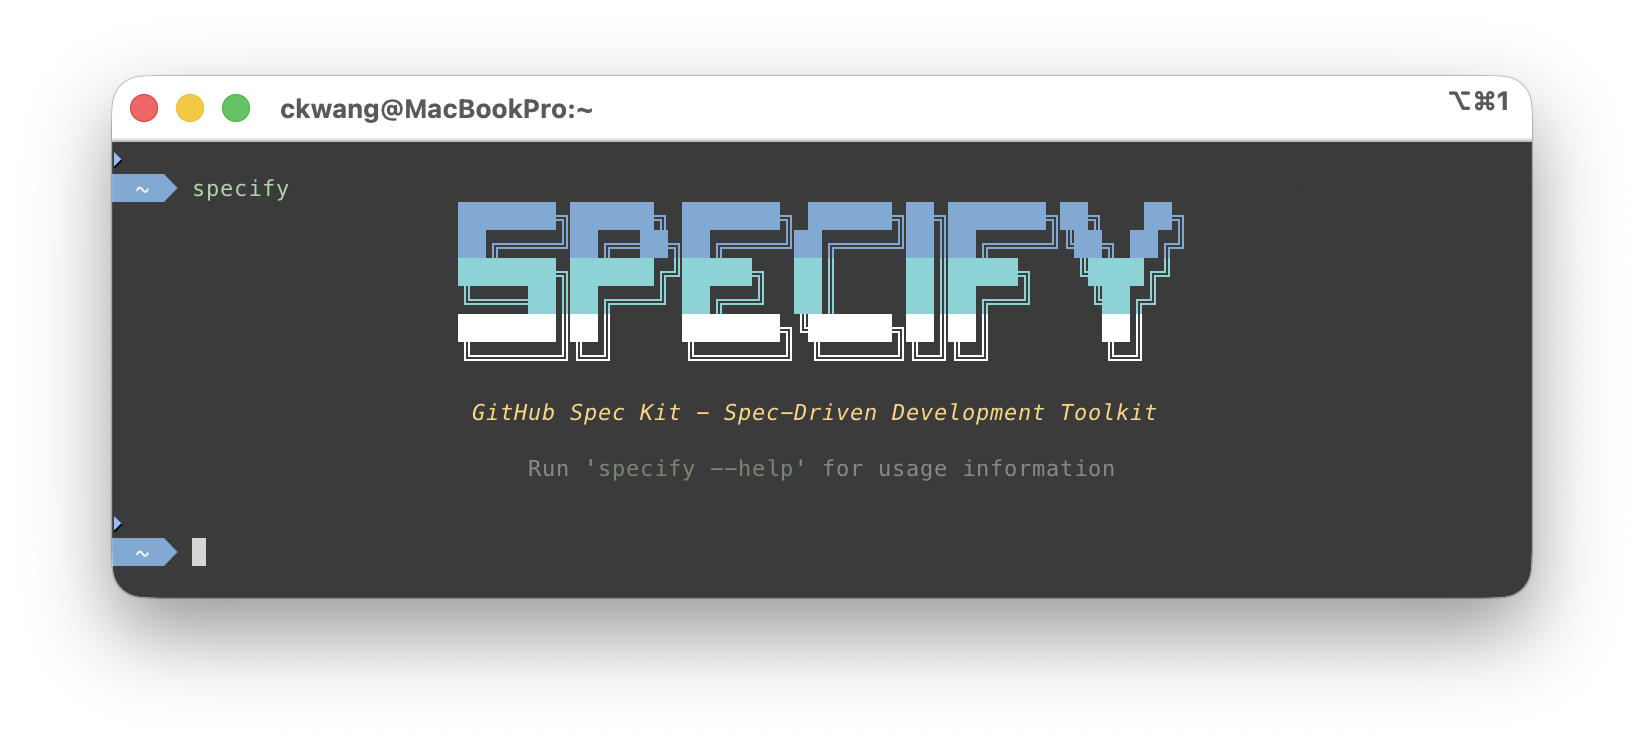 ckwang@MacBookPro:~
⌥⌘1
~ specify
SPECIFY
GitHub Spec Kit - Spec-Driven Development Toolkit
Run 'specify --help' for usage information
~